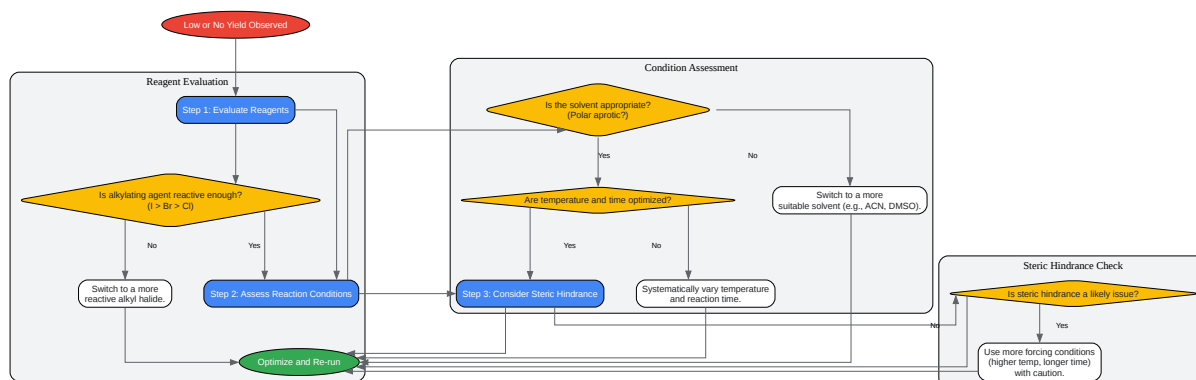 Low or No Yield Observed
Reagent Evaluation
Step 1: Evaluate Reagents
Is alkylating agent reactive enough?
(I > Br > Cl)
No
Yes
Switch to a more
reactive alkyl halide.
Step 2: Assess Reaction Conditions
Optimize and Re-run
Condition Assessment
Is the solvent appropriate?
(Polar aprotic?)
Yes
No
Are temperature and time optimized?
Switch to a more
suitable solvent (e.g., ACN, DMSO).
Yes
No
Step 3: Consider Steric Hindrance
Systematically vary temperature
and reaction time.
Steric Hindrance Check
Is steric hindrance a likely issue?
No
Yes
Use more forcing conditions
(higher temp, longer time)
with caution.